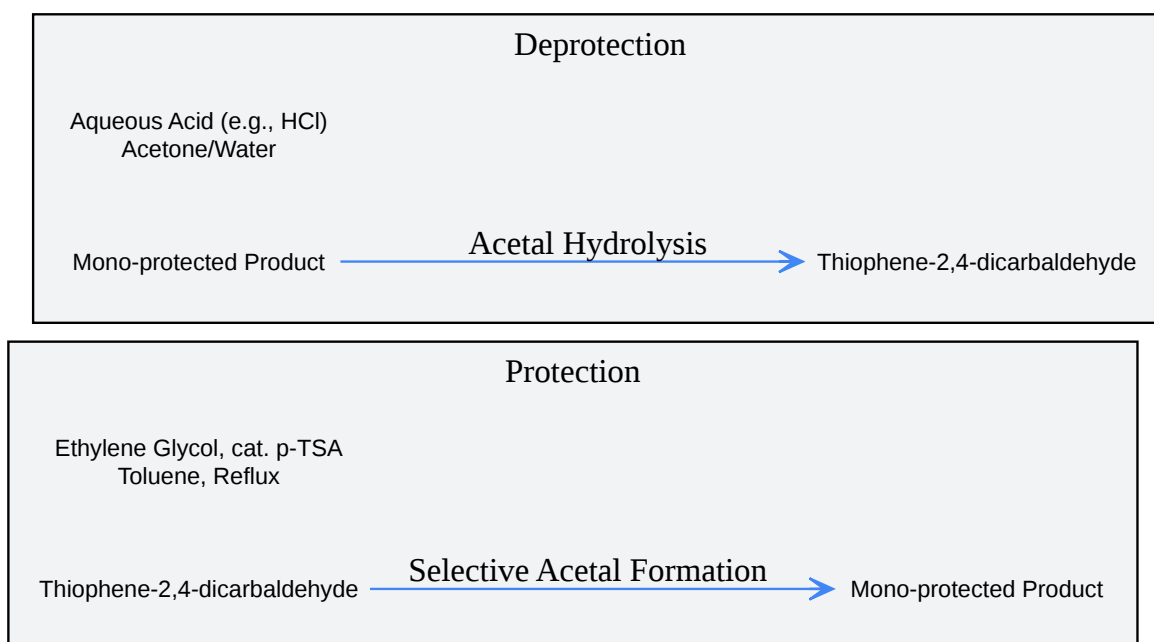 Deprotection
Aqueous Acid (e.g., HCl)
Acetone/Water
Acetal Hydrolysis
Mono-protected Product
Thiophene-2,4-dicarbaldehyde
Protection
Ethylene Glycol, cat. p-TSA
Toluene, Reflux
Selective Acetal Formation
Thiophene-2,4-dicarbaldehyde
Mono-protected Product